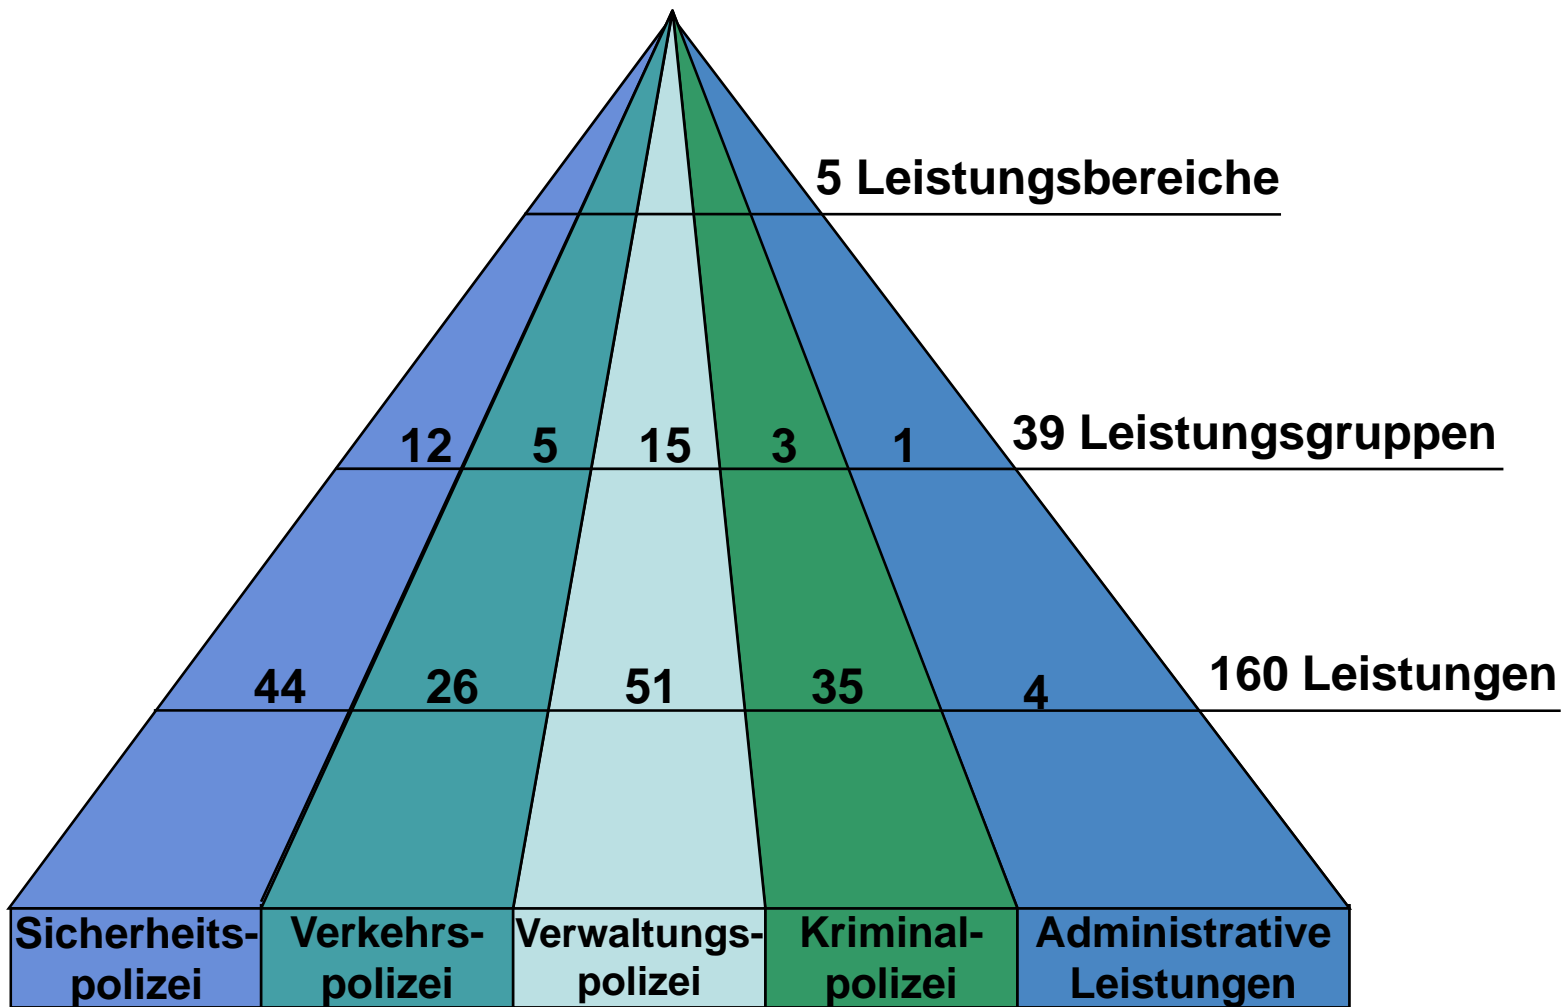 5 Leistungsbereiche
12 5 15 3 1 39 Leistungsgruppen
44 26 51 35 4 160 Leistungen
Sicherheits-
polizei
Verkehrs-
polizei
Verwaltungs-
polizei
Kriminal-
polizei
Administrative
Leistungen